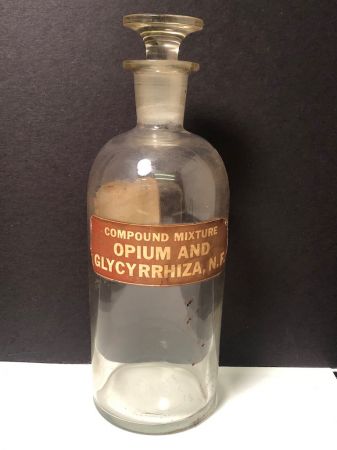 COMPOUND MIXTURE
OPIUM AND
GLYCYRRHIZA, N.F.